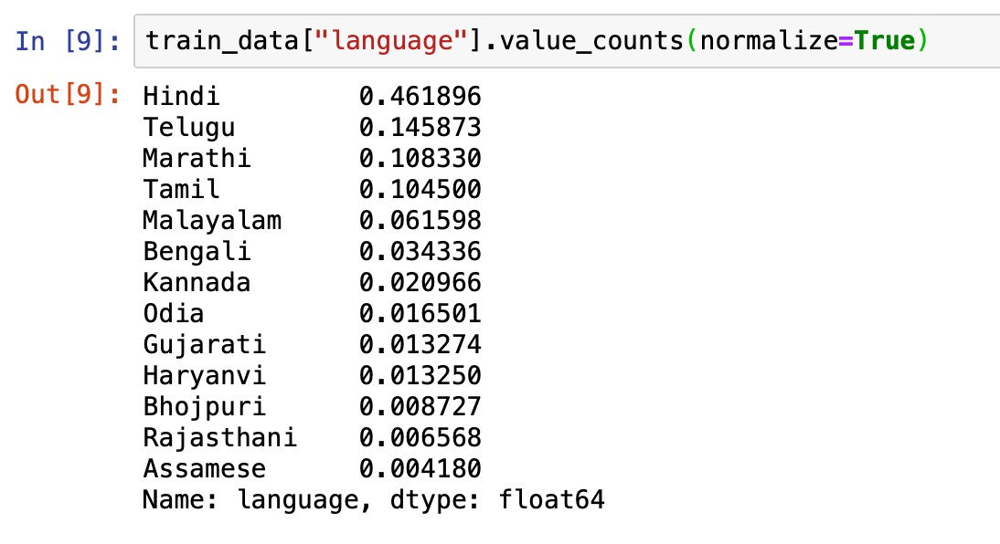 In [9]: train_data["language"].value_counts(normalize=True)
Out[9]: Hindi 0.461896
Telugu 0.145873
Marathi 0.108330
Tamil 0.104500
Malayalam 0.061598
Bengali 0.034336
Kannada 0.020966
Odia 0.016501
Gujarati 0.013274
Haryanvi 0.013250
Bhojpuri 0.008727
Rajasthani 0.006568
Assamese 0.004180
Name: language, dtype: float64